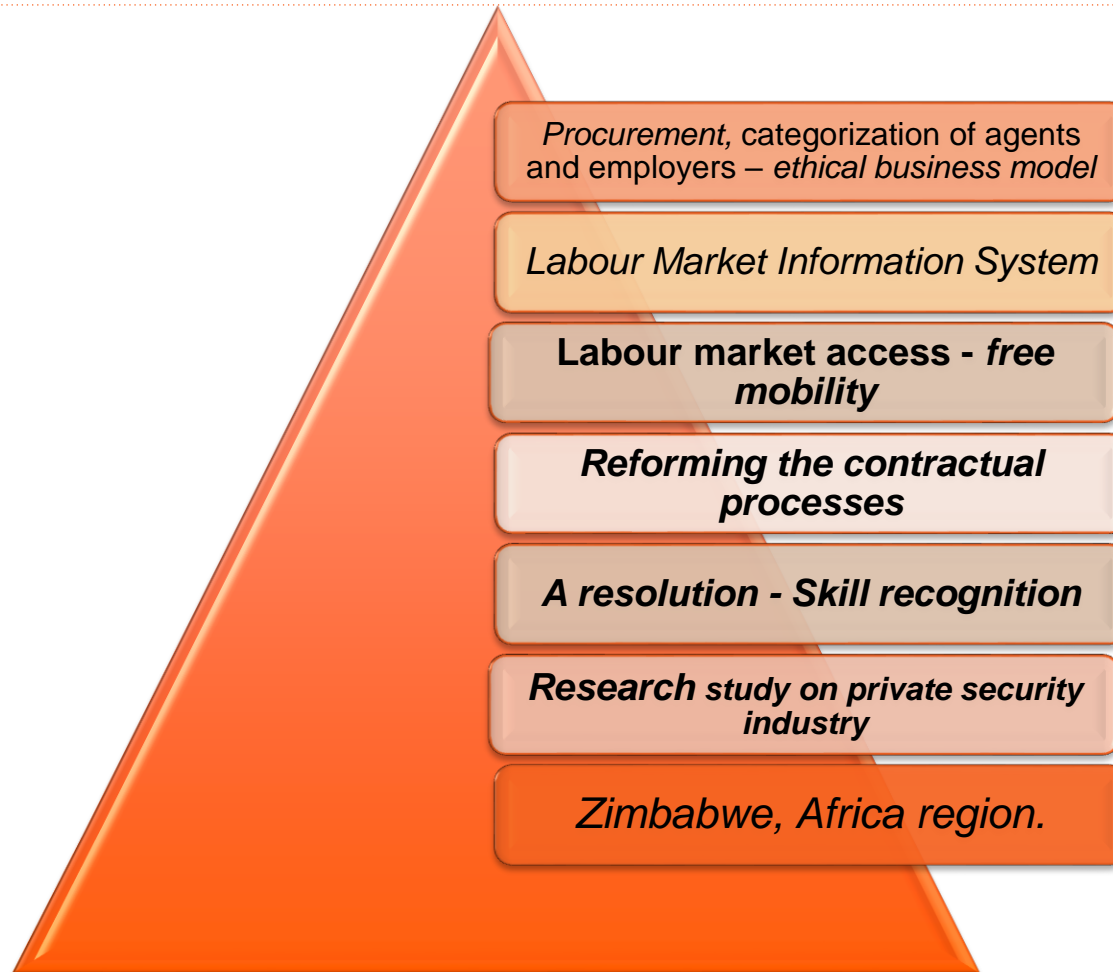 Procurement, categorization of agents
and employers – ethical business model
Labour Market Information System
Labour market access - free
mobility
Reforming the contractual
processes
A resolution - Skill recognition
Research study on private security
industry
Zimbabwe, Africa region.